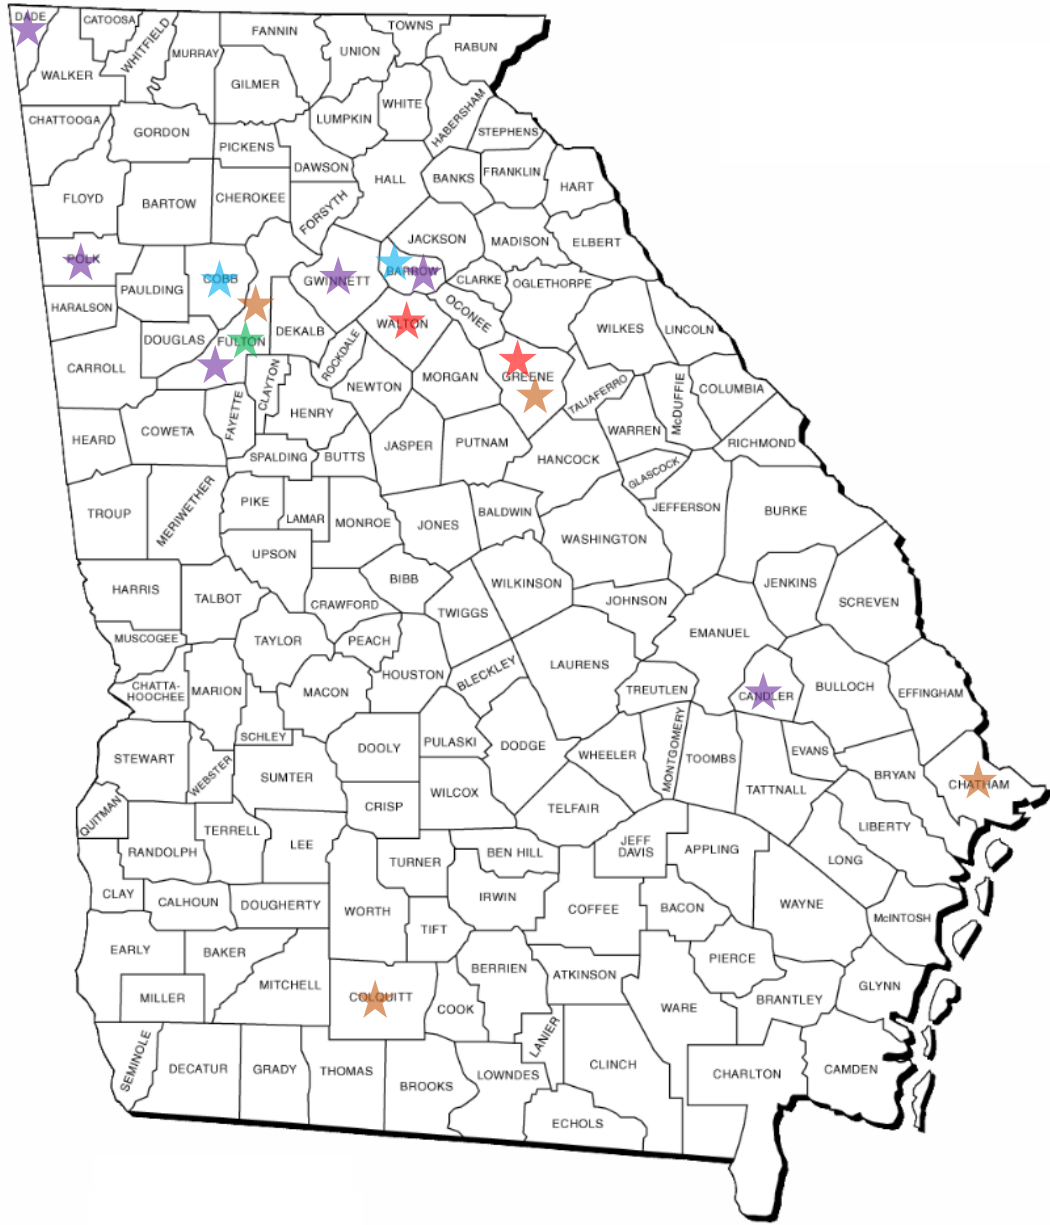 DADE
CATOOSA
WHITFIELD
MURRAY
FANNIN
UNION
TOWNS
RABUN
WALKER
GILMER
LUMPKIN
WHITE
HABERSHAM
STEPHENS
CHATTOOGA
GORDON
PICKENS
DAWSON
HALL
BANKS
FRANKLIN
HART
FLOYD
BARTOW
CHEROKEE
FORSYTH
JACKSON
MADISON
ELBERT
POLK
PAULDING
COBB
GWINNETT
BARROW
CLARKE
OGLETHORPE
HARALSON
OCONEE
DOUGLAS
FULTON
DEKALB
ROCKDALE
WALTON
WILKES
LINCOLN
CARROLL
CLAYTON
NEWTON
MORGAN
GREENE
TALIAFERRO
McDUFFIE
COLUMBIA
HEARD
COWETA
FAYETTE
HENRY
JASPER
PUTNAM
HANCOCK
WARREN
RICHMOND
SPALDING
BUTTS
GLASCOCK
TROUP
MERIWETHER
PIKE
LAMAR
MONROE
JONES
BALDWIN
WASHINGTON
JEFFERSON
BURKE
UPSON
HARRIS
TALBOT
CRAWFORD
BIBB
TWIGGS
WILKINSON
JOHNSON
JENKINS
SCREVEN
MUSCOGEE
TAYLOR
PEACH
HOUSTON
BLECKLEY
LAURENS
EMANUEL
CHATTA-
HOOCHEE
MARION
MACON
TREUTLEN
CANDLER
BULLOCH
EFFINGHAM
SCHLEY
STEWART
WEBSTER
SUMTER
DOOLY
PULASKI
DODGE
WHEELER
MONTGOMERY
TOOMBS
EVANS
TATTNALL
BRYAN
CHATHAM
QUITMAN
CRISP
WILCOX
TELFAIR
LIBERTY
RANDOLPH
TERRELL
LEE
TURNER
BEN HILL
JEFF
DAVIS
APPLING
LONG
CLAY
CALHOUN
DOUGHERTY
WORTH
IRWIN
COFFEE
BACON
WAYNE
McINTOSH
TIFT
EARLY
BAKER
MITCHELL
BERRIEN
ATKINSON
PIERCE
MILLER
COLQUITT
COOK
WARE
BRANTLEY
GLYNN
SEMINOLE
DECATUR
GRADY
THOMAS
BROOKS
LOWNDES
LANIER
CLINCH
CHARLTON
CAMDEN
ECHOLS